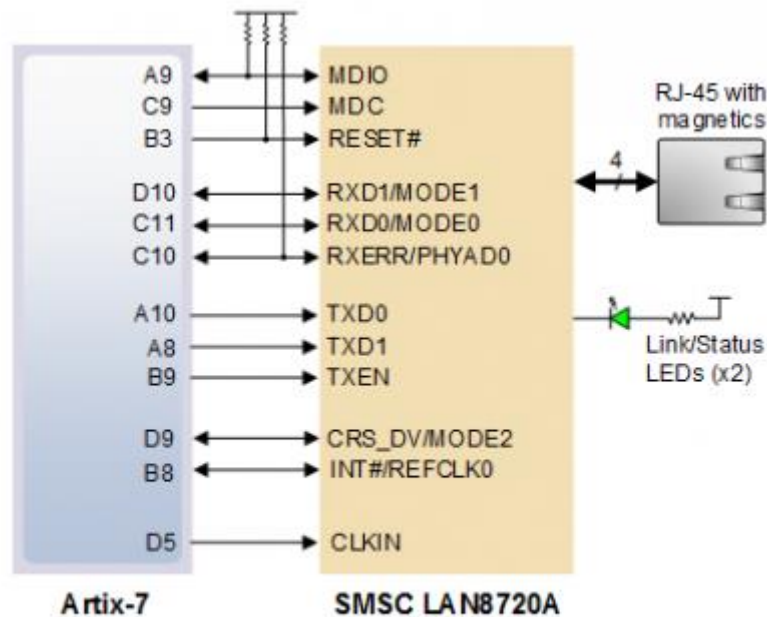 A9 MDIO
C9 MDC
B3 RESET#
D10 RXD1/MODE1
C11 RXD0/MODE0
C10 RXERR/PHYAD0
A10 TXD0
A8 TXD1
B9 TXEN
D9 CRS_DV/MODE2
B8 INT#/REFCLK0
D5 CLKIN
Artix-7
SMSC LAN8720A
RJ-45 with
magnetics
4
Link/Status
LEDs (x2)